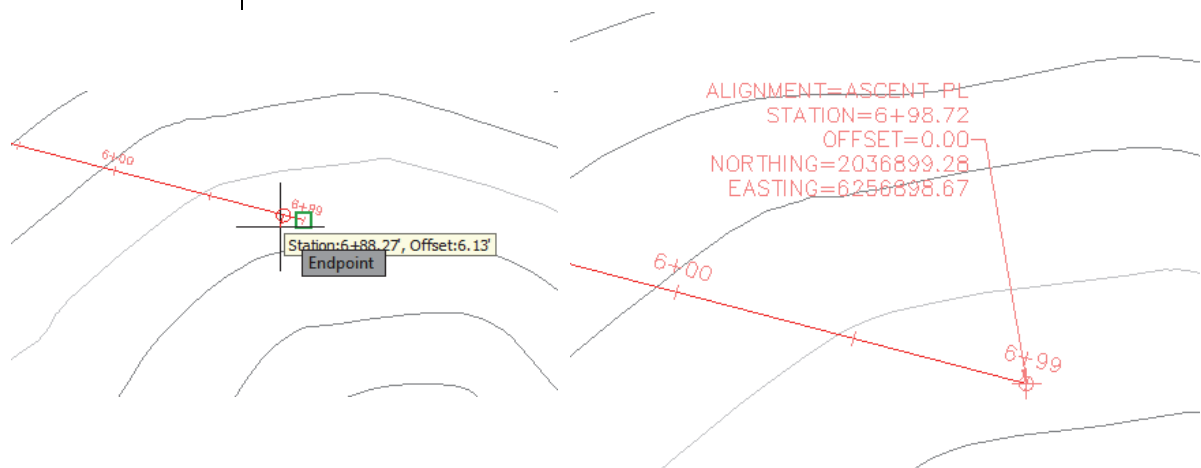 6+00
6+99
Station:6+88.27', Offset:6.13'
Endpoint
ALIGNMENT=ASCENT PL
STATION=6+98.72
OFFSET=0.00
NORTHING=2036899.28
EASTING=6256898.67
6+00
6+99